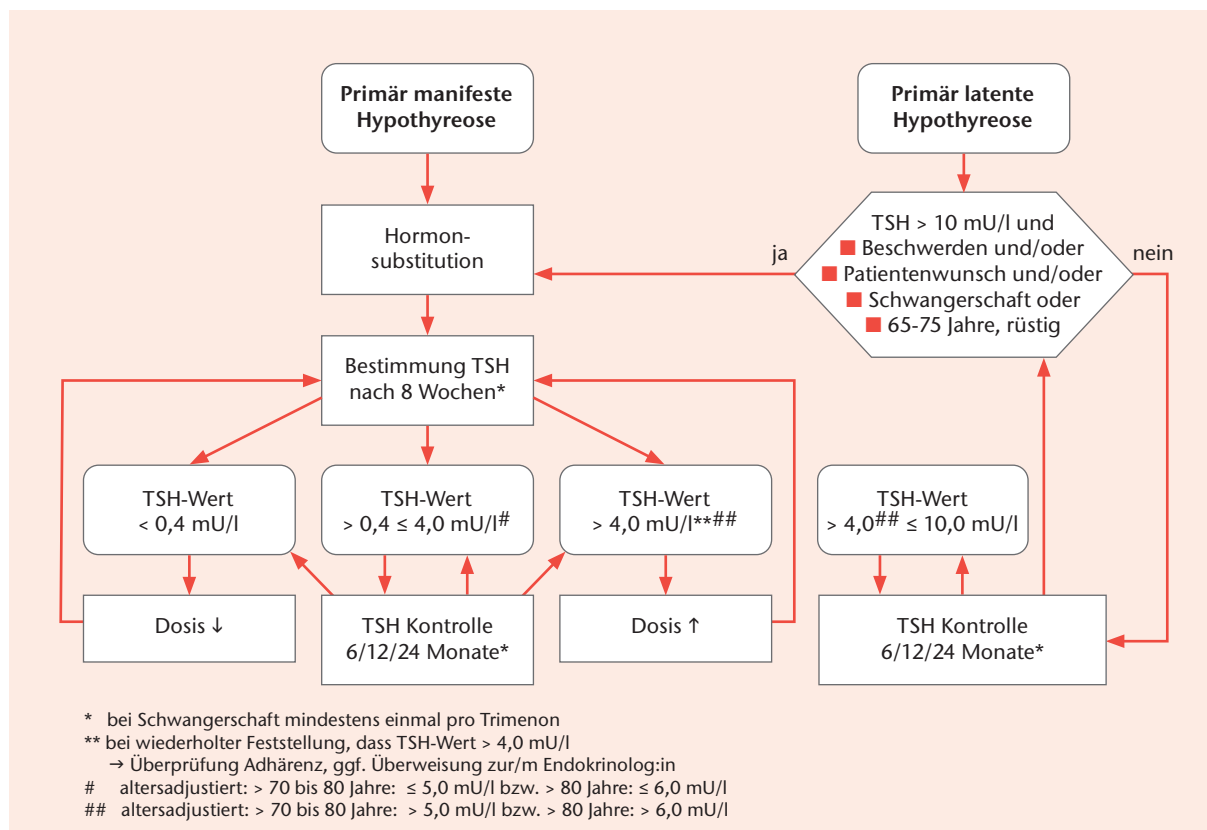 Primär manifeste
Hypothyreose
Primär latente
Hypothyreose
Hormon-
substitution
ja
TSH > 10 mU/l und
■ Beschwerden und/oder
■ Patientenwunsch und/oder
■ Schwangerschaft oder
■ 65-75 Jahre, rüstig
nein
Bestimmung TSH
nach 8 Wochen*
TSH-Wert
< 0,4 mU/l
TSH-Wert
> 0,4 ≤ 4,0 mU/l#
TSH-Wert
> 4,0 mU/l**##
TSH-Wert
> 4,0## ≤ 10,0 mU/l
Dosis ↓
TSH Kontrolle
6/12/24 Monate*
Dosis ↑
TSH Kontrolle
6/12/24 Monate*
* bei Schwangerschaft mindestens einmal pro Trimenon
** bei wiederholter Feststellung, dass TSH-Wert > 4,0 mU/l
→ Überprüfung Adhärenz, ggf. Überweisung zur/m Endokrinolog:in
# altersadjustiert: > 70 bis 80 Jahre: ≤ 5,0 mU/l bzw. > 80 Jahre: ≤ 6,0 mU/l
## altersadjustiert: > 70 bis 80 Jahre: > 5,0 mU/l bzw. > 80 Jahre: > 6,0 mU/l